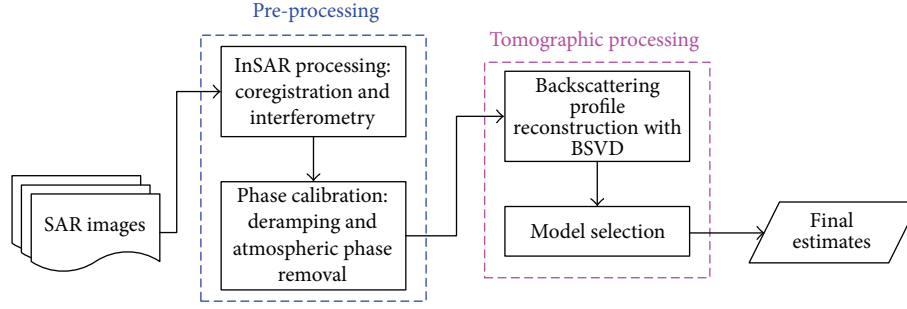 Pre-processing
Tomographic processing
InSAR processing:
coregistration and
interferometry
Backscattering
profile
reconstruction with
BSVD
SAR images
Phase calibration:
deramping and
atmospheric phase
removal
Model selection
Final
estimates